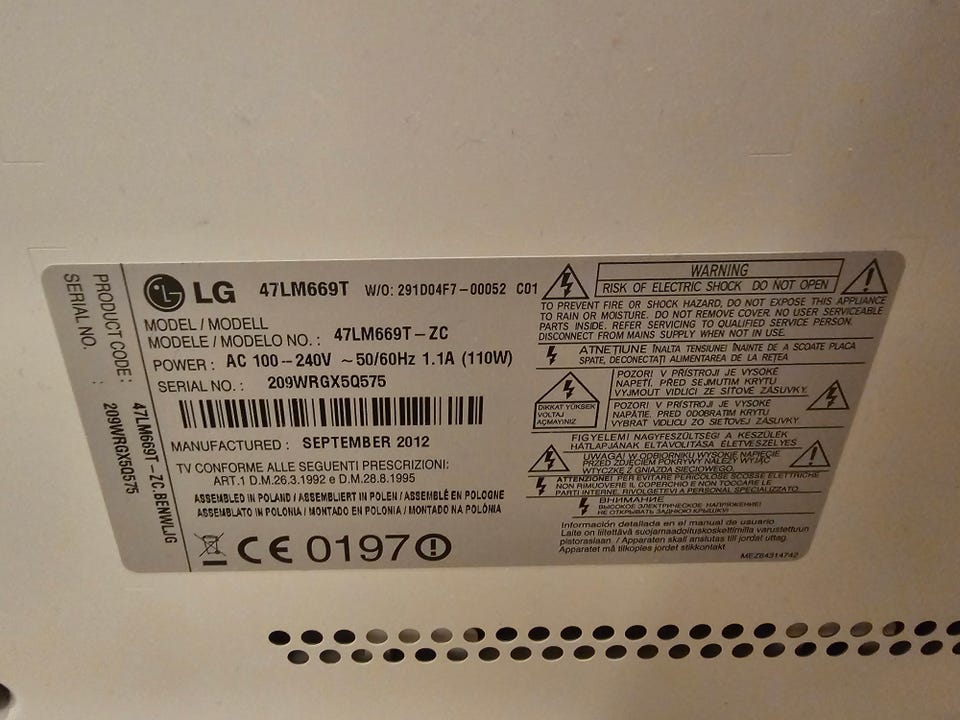 LG 47LM669T W/O: 291D04F7-00052 C01
MODEL / MODELL
MODELE / MODELO NO. : 47LM669T-ZC
POWER : AC 100--240V ~50/60Hz 1.1A (110W)
SERIAL NO. : 209WRGX5Q575
MANUFACTURED : SEPTEMBER 2012
TV CONFORME ALLE SEGUENTI PRESCRIZIONI:
ART.1 D.M.26.3.1992 e D.M.28.8.1995
ASSEMBLED IN POLAND / ASSEMBLIERT IN POLEN / ASSEMBLÉ EN POLOGNE
ASSEMBLATO IN POLONIA / MONTADO EN POLONIA / MONTADO NA POLÔNIA
CE 0197
PRODUCT CODE : 47LM669T-ZC.BENWLJG
SERIAL NO. : 209WRGX5Q575
WARNING
RISK OF ELECTRIC SHOCK DO NOT OPEN
TO PREVENT FIRE OR SHOCK HAZARD, DO NOT EXPOSE THIS APPLIANCE
TO RAIN OR MOISTURE. DO NOT REMOVE COVER. NO USER SERVICEABLE
PARTS INSIDE. REFER SERVICING TO QUALIFIED SERVICE PERSON.
DISCONNECT FROM MAINS SUPPLY WHEN NOT IN USE.
ATNEȚIUNE ÎNALTA TENSIUNE! ÎNAINTE DE A SCOATE PLACA
SPATE, DECONECTAȚI ALIMENTAREA DE LA REȚEA
DIKKAT YÜKSEK
VOLTAJ
AÇMAYINIZ
POZOR! V PŘÍSTROJI JE VYSOKÉ
NAPĚTÍ. PŘED SEJMUTIM KRYTU
VYJMOUT VIDLICI ZE SÍŤOVÉ ZÁSUVKY.
POZOR! V PRÍSTROJI JE VYSOKÉ
NAPÄTIE. PRED ODOBRATIM KRYTU
VYBRAT VIDLICU ZO SIEŤOVEJ ZÁSUVKY.
FIGYELEM! NAGYFESZÜLTSÉG! A KÉSZÜLÉK
HÁTLAPJÁNAK ELTÁVOLITÁSA ÉLETVESZÉLYES
UWAGA! W ODBIORNIKU WYSOKIE NAPIĘCIE
PRZED ZDJĘCIEM POKRYWY NALEŻY WYJĄĆ
WTYCZKĘ Z GNIAZDA SIECIOWEGO.
ATTENZIONE! PER EVITARE PERICOLOSE SCOSSE ELETTRICHE
NON RIMUOVERE IL COPERCHIO E NON TOCCARE LE
PARTI INTERNE. RIVOLGETEVI A PERSONAL SPECIALIZZATO.
ВНИМАНИЕ
ВЫСОКОЕ ЭЛЕКТРИЧЕСКОЕ НАПРЯЖЕНИЕ!
НЕ ОТКРЫВАТЬ ЗАДНЮЮ КРЫШКУ!
Información detallada en el manual de usuario
Laite on liitettävä suojamaadoituskoskettimilla varustettuun
pistorasiaan / Apparaten skall anslutas till jordat uttag.
Apparatet må tilkoples jordet stikkontakt
MEZ64314742